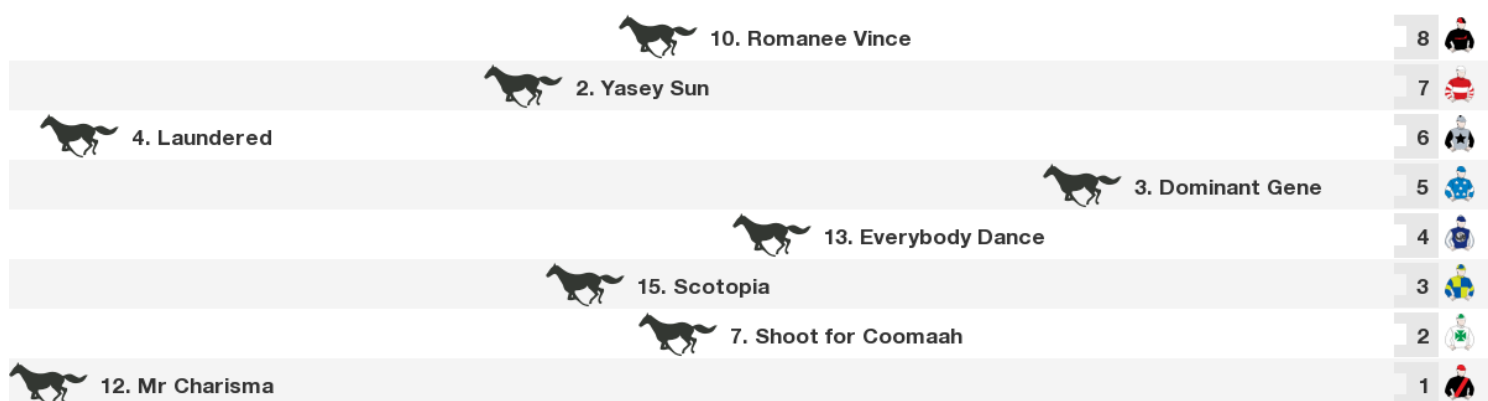 10. Romanee Vince 8
2. Yasey Sun 7
4. Laundered 6
3. Dominant Gene 5
13. Everybody Dance 4
15. Scotopia 3
7. Shoot for Coomaah 2
12. Mr Charisma 1